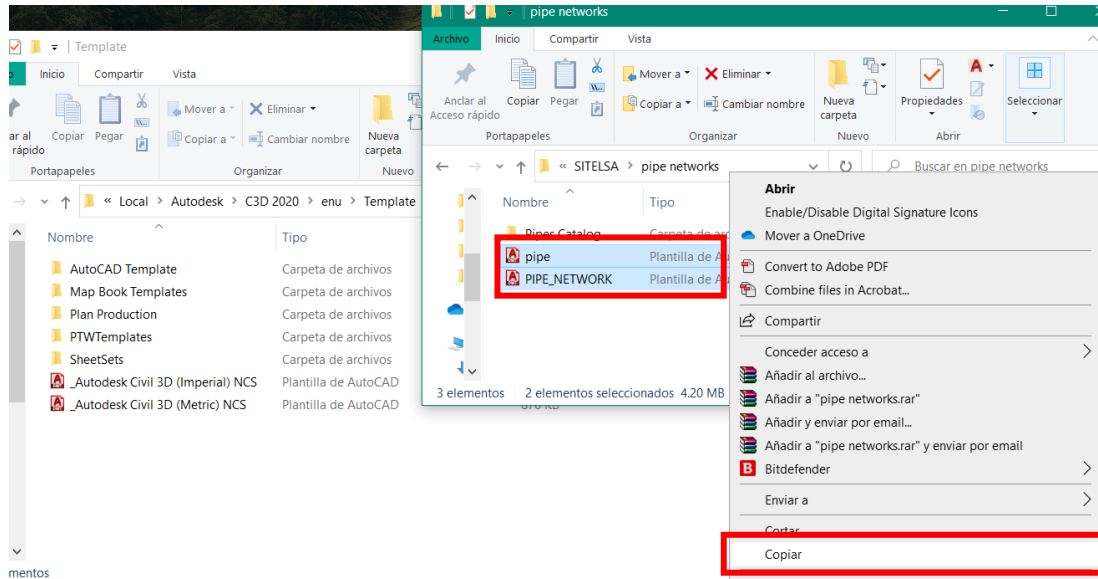 Template
Inicio Compartir Vista
ar al
rápido
Copiar
Pegar
Mover a
Copiar a
Eliminar
Cambiar nombre
Nueva
carpeta
Portapapeles
Organizar
Nuevo
« Local > Autodesk > C3D 2020 > enu > Template
Nombre Tipo
AutoCAD Template Carpeta de archivos
Map Book Templates Carpeta de archivos
Plan Production Carpeta de archivos
PTWTemplates Carpeta de archivos
SheetSets Carpeta de archivos
_Autodesk Civil 3D (Imperial) NCS Plantilla de AutoCAD
_Autodesk Civil 3D (Metric) NCS Plantilla de AutoCAD
mentos
pipe networks
Archivo Inicio Compartir Vista
Anclar al
Acceso rápido
Copiar
Pegar
Mover a
Copiar a
Eliminar
Cambiar nombre
Nueva
carpeta
Propiedades
Seleccionar
Portapapeles
Organizar
Nuevo
Abrir
« SITELSA > pipe networks
Buscar en pipe networks
Nombre Tipo
Pipes Catalog Carpeta de arc
pipe Plantilla de A
PIPE_NETWORK Plantilla de A
3 elementos 2 elementos seleccionados 4.20 MB
Abrir
Enable/Disable Digital Signature Icons
Mover a OneDrive
Convert to Adobe PDF
Combine files in Acrobat...
Compartir
Conceder acceso a
Añadir al archivo...
Añadir a "pipe networks.rar"
Añadir y enviar por email...
Añadir a "pipe networks.rar" y enviar por email
B Bitdefender
Enviar a
Cortar
Copiar